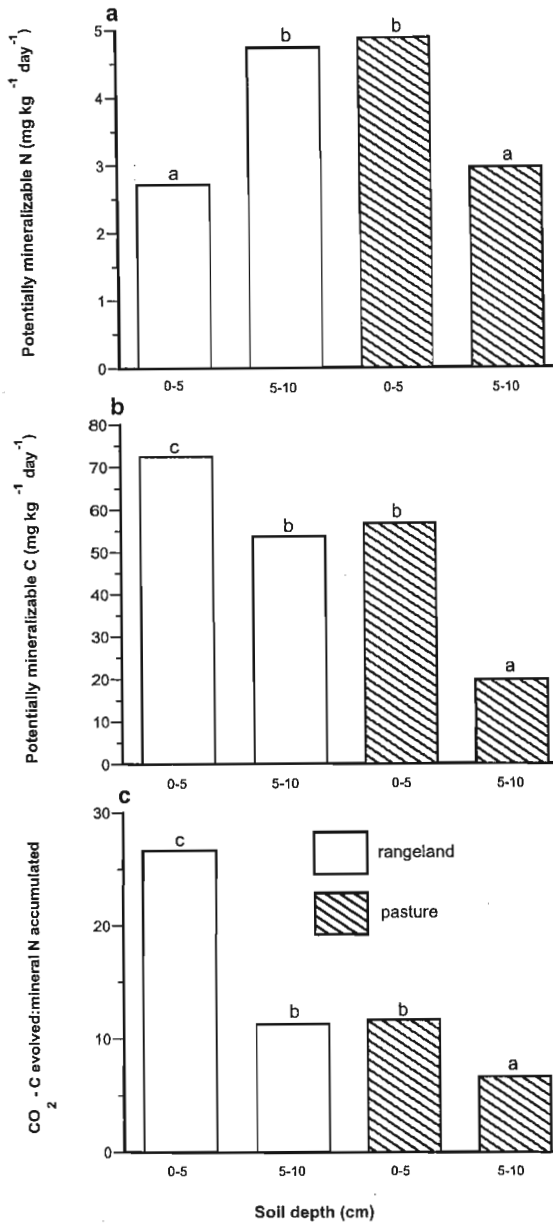 a
Potentially mineralizable N (mg kg⁻¹ day⁻¹)
5
4
3
2
1
0
a
b
b
a
0-5
5-10
0-5
5-10
b
Potentially mineralizable C (mg kg⁻¹ day⁻¹)
80
70
60
50
40
30
20
10
0
c
b
b
a
0-5
5-10
0-5
5-10
c
CO₂ - C evolved:mineral N accumulated
30
20
10
0
c
b
b
a
rangeland
pasture
0-5
5-10
0-5
5-10
Soil depth (cm)